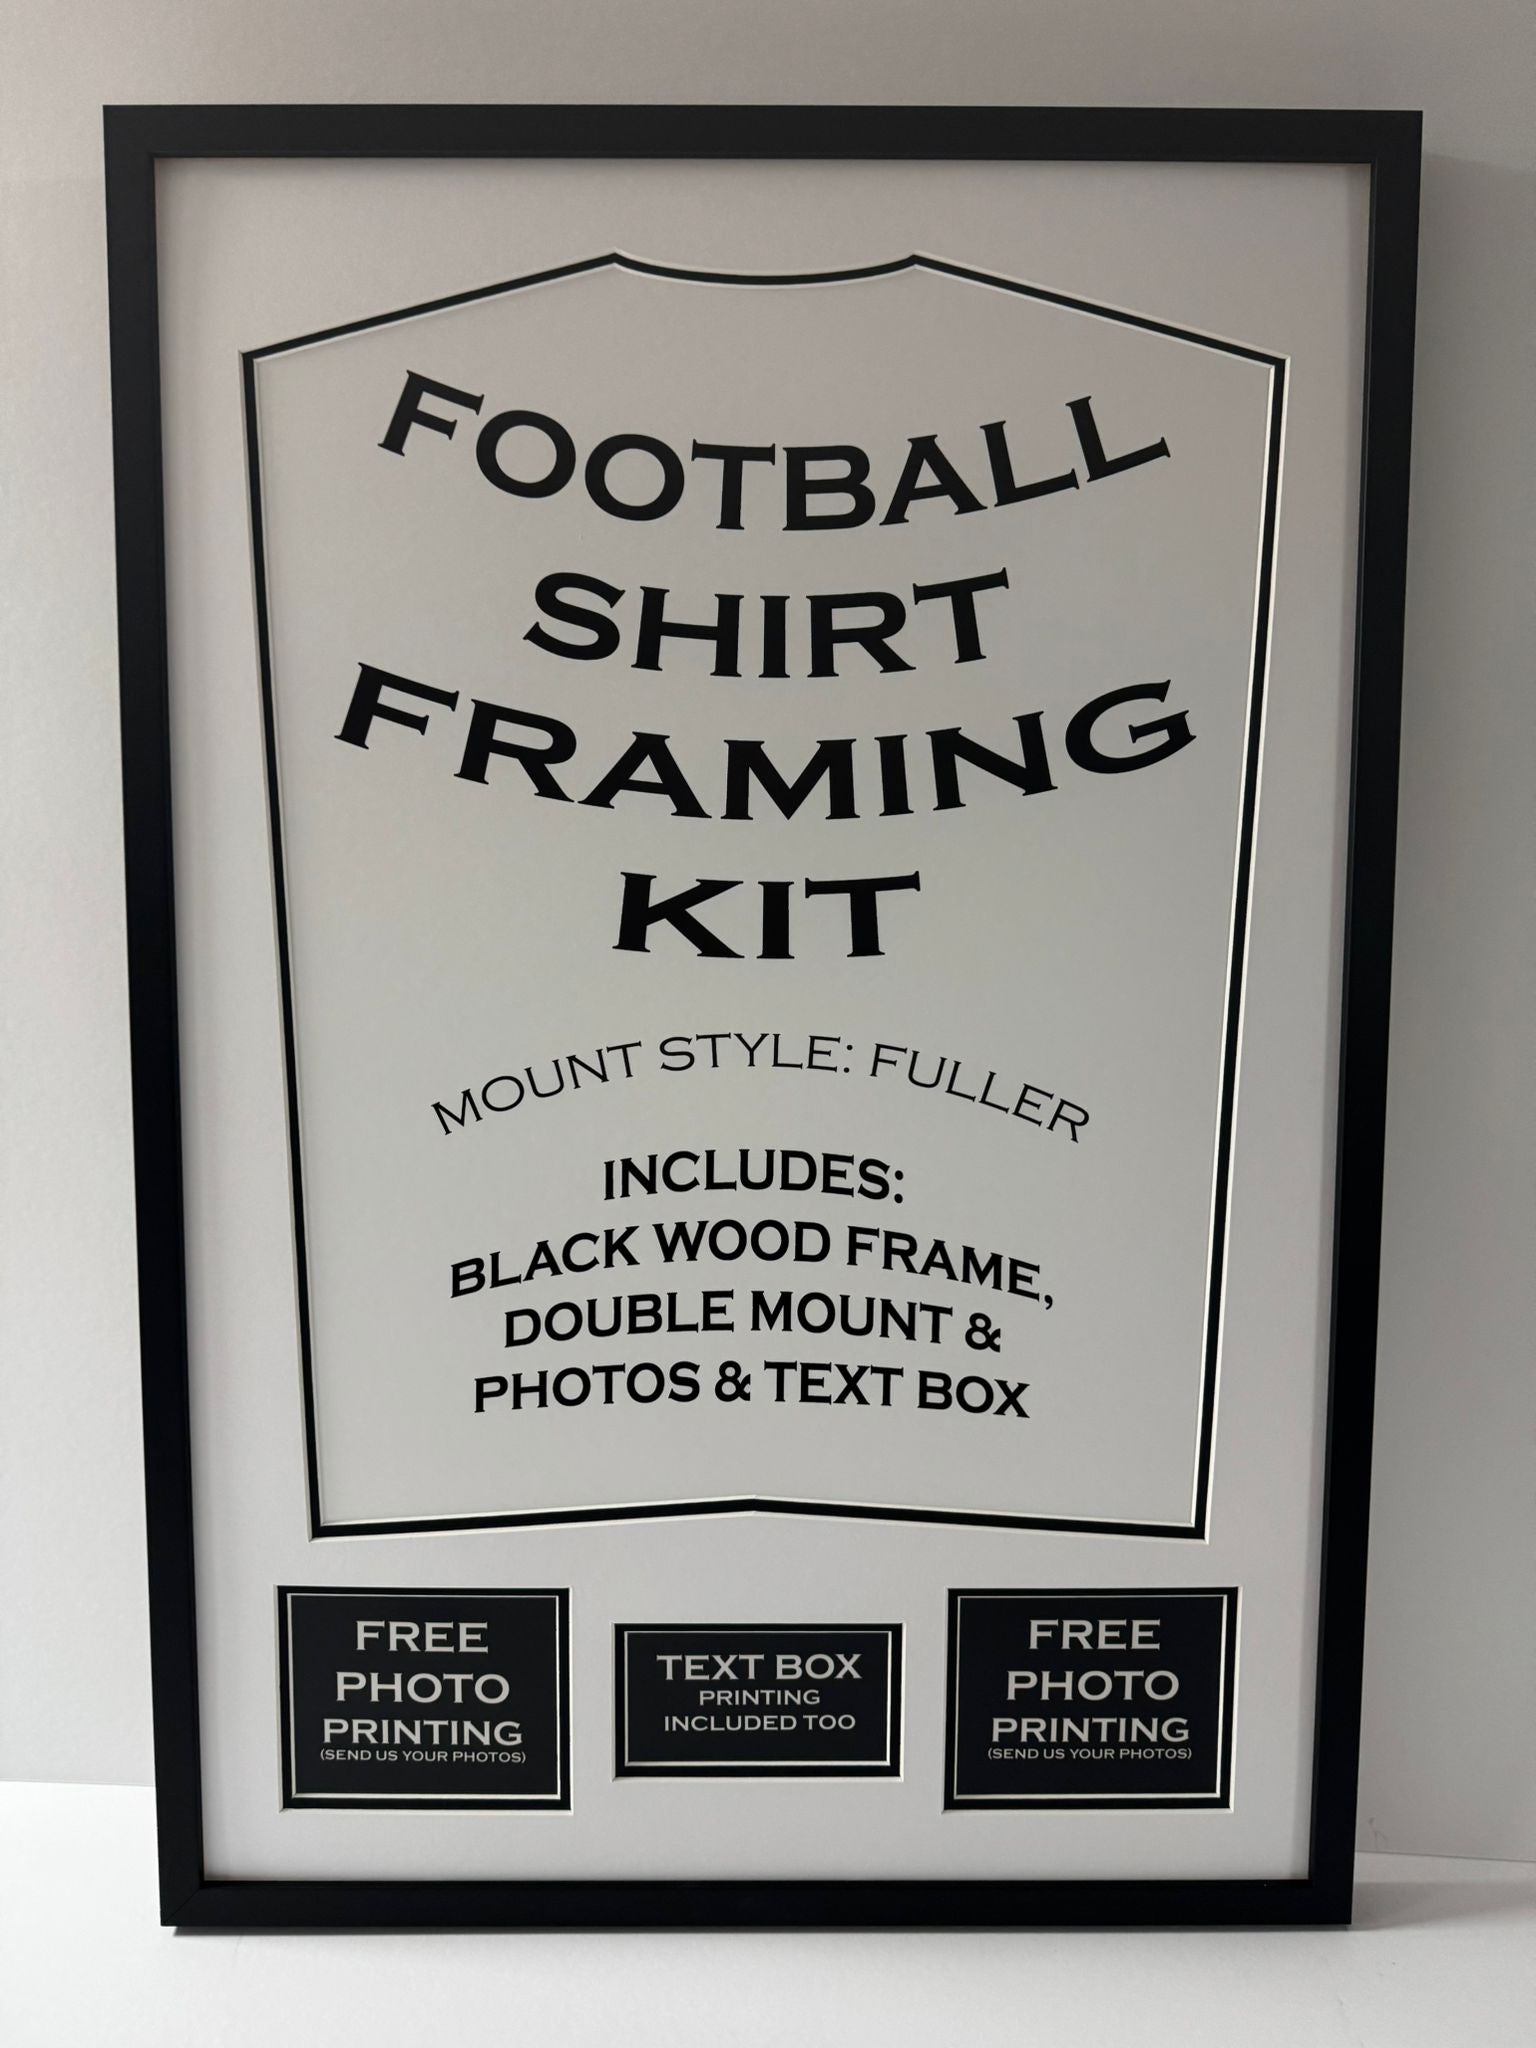 FOOTBALL
SHIRT
FRAMING
KIT
MOUNT STYLE: FULLER
INCLUDES:
BLACK WOOD FRAME,
DOUBLE MOUNT &
PHOTOS & TEXT BOX
FREE
PHOTO
PRINTING
(SEND US YOUR PHOTOS)
TEXT BOX
PRINTING
INCLUDED TOO
FREE
PHOTO
PRINTING
(SEND US YOUR PHOTOS)